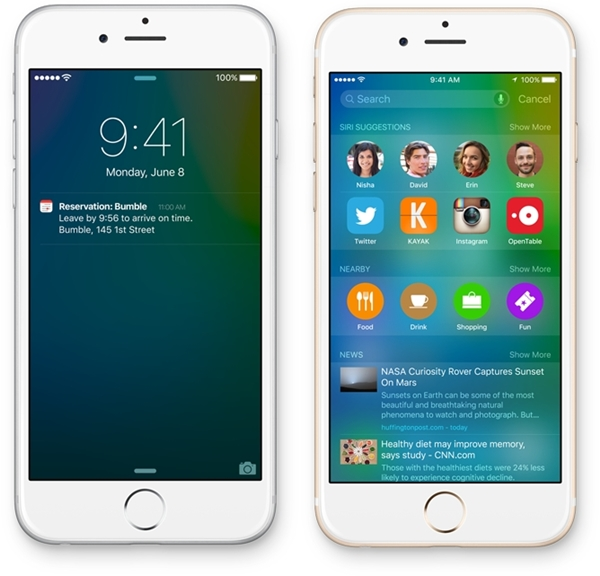 100%
9:41
Monday, June 8
Reservation: Bumble 11:00 AM
Leave by 9:56 to arrive on time.
Bumble, 145 1st Street
9:41 AM 100%
Search Cancel
SIRI SUGGESTIONS Show More
Nisha David Erin Steve
Twitter KAYAK Instagram OpenTable
NEARBY Show More
Food Drink Shopping Fun
NEWS Show More
NASA Curiosity Rover Captures Sunset
On Mars
Sunsets on Earth can be some of the most
beautiful and breathtaking natural
phenomena to watch and photograph. But...
huffingtonpost.com - today
Healthy diet may improve memory,
says study - CNN.com
Those with the healthiest diets were 24% less
likely to experience cognitive decline.